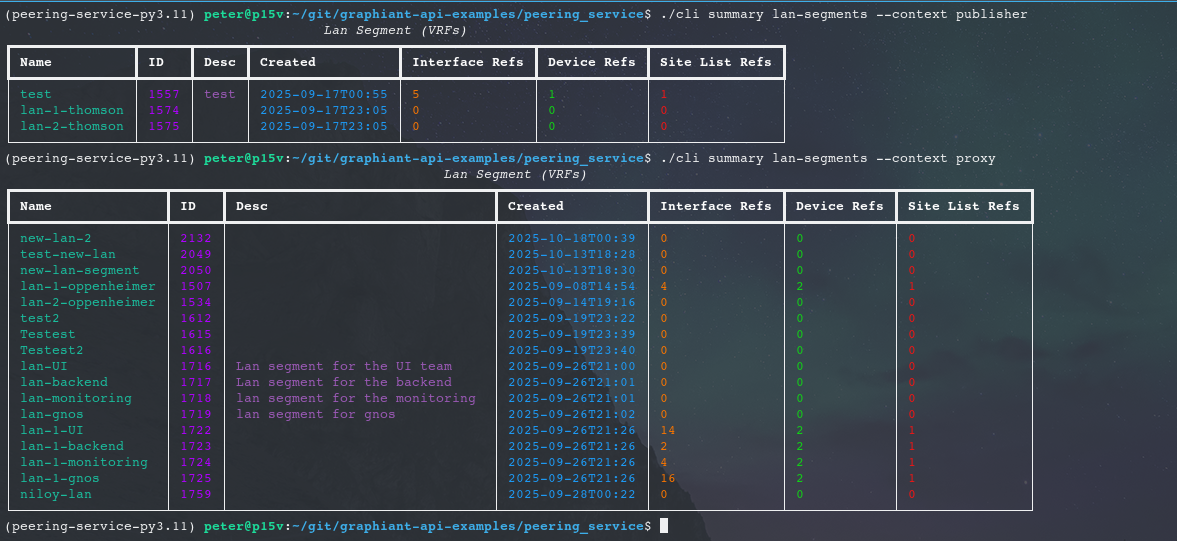 (peering-service-py3.11) peter@p15v:~/git/graphiant-api-examples/peering_service$ ./cli summary lan-segments --context publisher
Lan Segment (VRFs)
Name ID Desc Created Interface Refs Device Refs Site List Refs
test 1557 test 2025-09-17T00:55 5 1 1
lan-1-thomson 1574 2025-09-17T23:05 0 0 0
lan-2-thomson 1575 2025-09-17T23:05 0 0 0
(peering-service-py3.11) peter@p15v:~/git/graphiant-api-examples/peering_service$ ./cli summary lan-segments --context proxy
Lan Segment (VRFs)
Name ID Desc Created Interface Refs Device Refs Site List Refs
new-lan-2 2132 2025-10-18T00:39 0 0 0
test-new-lan 2049 2025-10-13T18:28 0 0 0
new-lan-segment 2050 2025-10-13T18:30 0 0 0
lan-1-oppenheimer 1507 2025-09-08T14:54 4 2 1
lan-2-oppenheimer 1534 2025-09-14T19:16 0 0 0
test2 1612 2025-09-19T23:22 0 0 0
Testest 1615 2025-09-19T23:39 0 0 0
Testest2 1616 2025-09-19T23:40 0 0 0
lan-UI 1716 Lan segment for the UI team 2025-09-26T21:00 0 0 0
lan-backend 1717 Lan segment for the backend 2025-09-26T21:01 0 0 0
lan-monitoring 1718 lan segment for the monitoring 2025-09-26T21:01 0 0 0
lan-gnos 1719 lan segment for gnos 2025-09-26T21:02 0 0 0
lan-1-UI 1722 2025-09-26T21:26 14 2 1
lan-1-backend 1723 2025-09-26T21:26 2 2 1
lan-1-monitoring 1724 2025-09-26T21:26 4 2 1
lan-1-gnos 1725 2025-09-26T21:26 16 2 1
niloy-lan 1759 2025-09-28T00:22 0 0 0
(peering-service-py3.11) peter@p15v:~/git/graphiant-api-examples/peering_service$